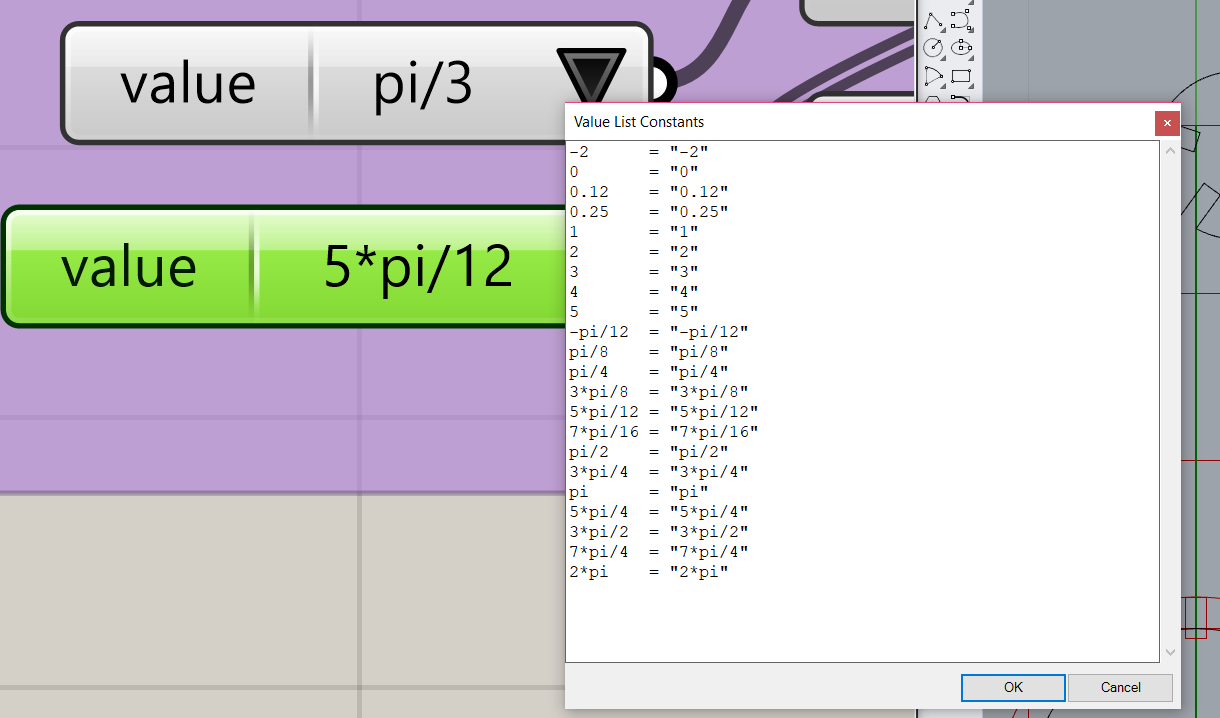 value pi/3
Value List Constants
-2 = "-2"
0 = "0"
0.12 = "0.12"
0.25 = "0.25"
1 = "1"
2 = "2"
3 = "3"
4 = "4"
5 = "5"
-pi/12 = "-pi/12"
pi/8 = "pi/8"
pi/4 = "pi/4"
3*pi/8 = "3*pi/8"
5*pi/12 = "5*pi/12"
7*pi/16 = "7*pi/16"
pi/2 = "pi/2"
3*pi/4 = "3*pi/4"
pi = "pi"
5*pi/4 = "5*pi/4"
3*pi/2 = "3*pi/2"
7*pi/4 = "7*pi/4"
2*pi = "2*pi"
value 5*pi/12
OK Cancel